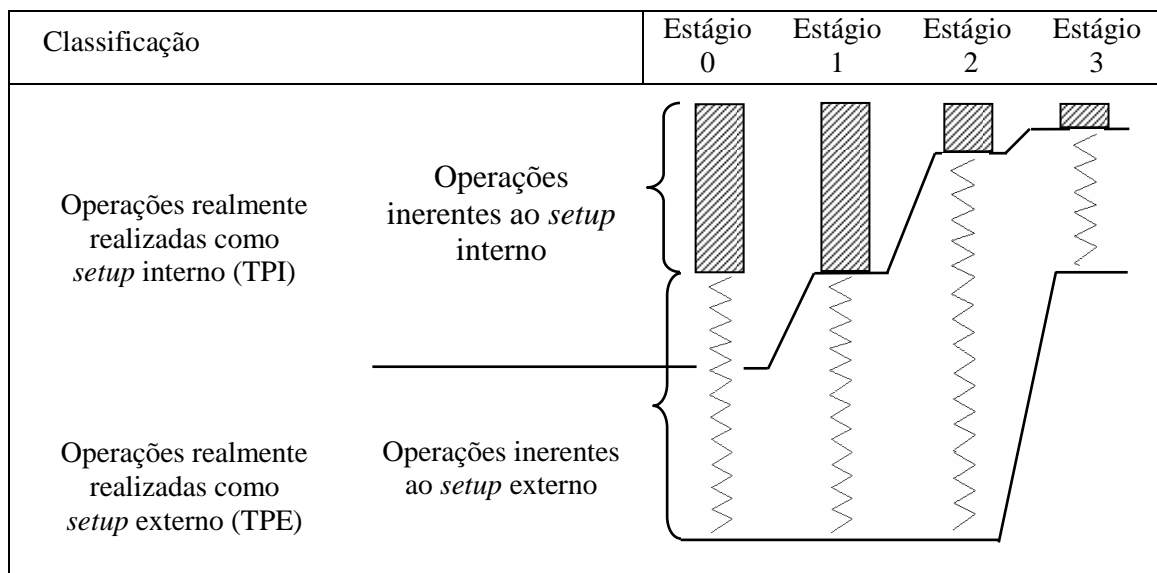 Classificação
Estágio
0
Estágio
1
Estágio
2
Estágio
3
Operações realmente
realizadas como
setup interno (TPI)
Operações
inerentes ao setup
interno
Operações realmente
realizadas como
setup externo (TPE)
Operações inerentes
ao setup externo